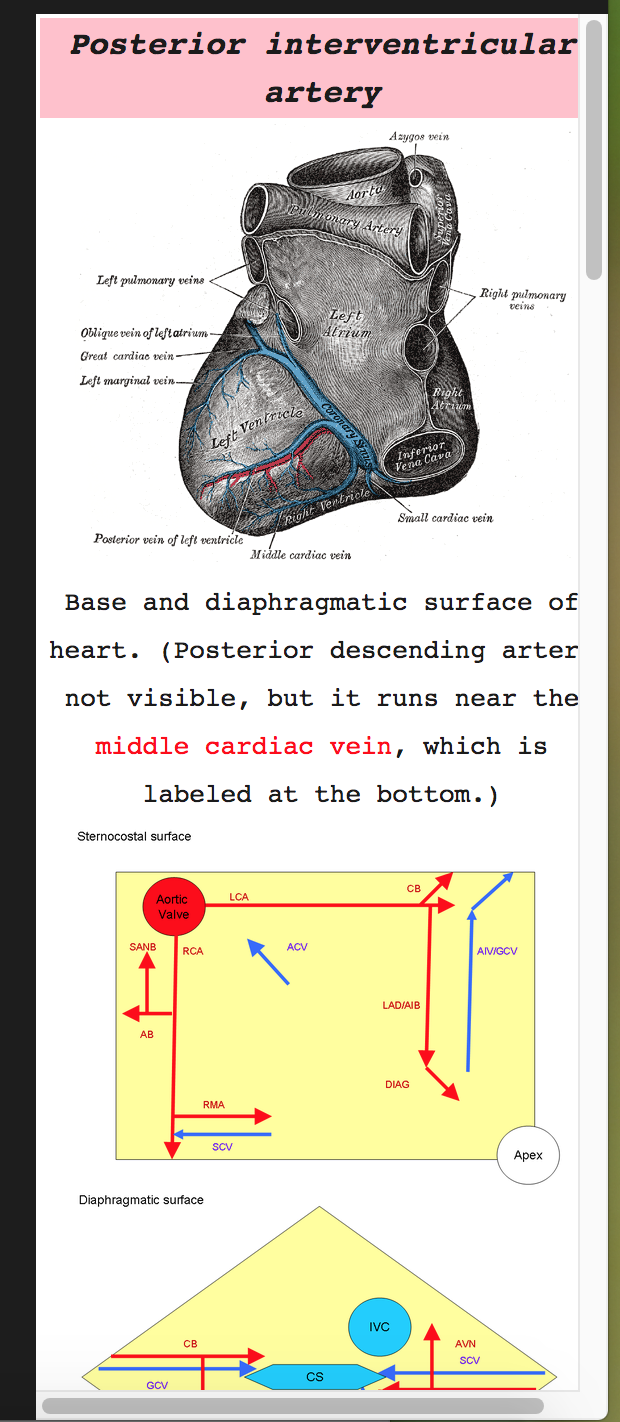 Posterior interventricular
artery
Azygos vein
Aorta
Pulmonary Artery
Superior
Vena Cava
Left pulmonary veins
Right pulmonary
veins
Left
Atrium
Oblique vein of left atrium
Great cardiac vein
Left marginal vein
Right
Atrium
Left Ventricle
Coronary Sinus
Inferior
Vena Cava
Right Ventricle
Small cardiac vein
Posterior vein of left ventricle
Middle cardiac vein
Base and diaphragmatic surface of
heart. (Posterior descending arter
not visible, but it runs near the
middle cardiac vein, which is
labeled at the bottom.)
Sternocostal surface
Aortic
Valve
LCA
CB
SANB
RCA
ACV
AIV/GCV
LAD/AIB
AB
DIAG
RMA
SCV
Apex
Diaphragmatic surface
IVC
CB
AVN
SCV
CS
GCV